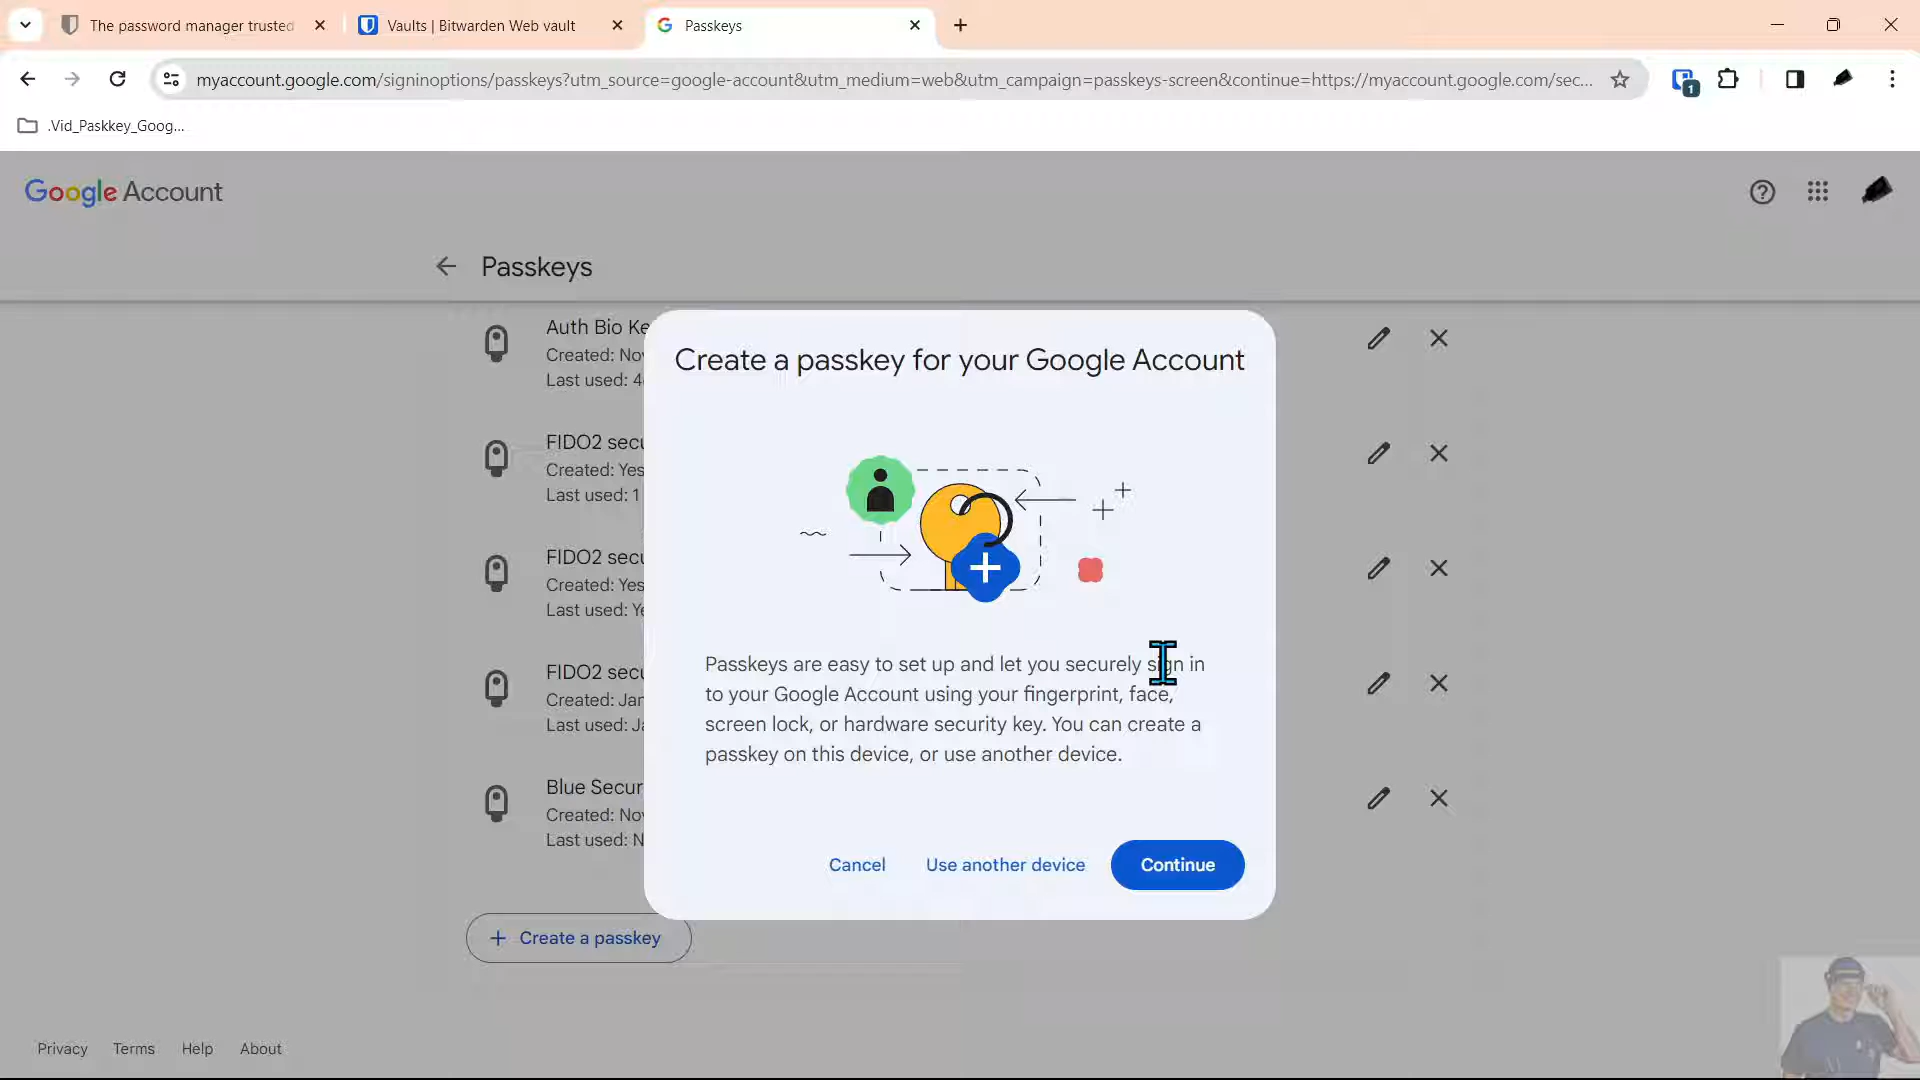 The password manager trusted
Vaults | Bitwarden Web vault
Passkeys
myaccount.google.com/signinoptions/passkeys?utm_source=google-account&utm_medium=web&utm_campaign=passkeys-screen&continue=https://myaccount.google.com/sec...
1
.Vid_Paskkey_Goog...
Google Account
Passkeys
Auth Bio Ke
Created: Nov
Last used: 4
FIDO2 secu
Created: Yes
Last used: 1
FIDO2 secu
Created: Yes
Last used: Ye
FIDO2 secu
Created: Jan
Last used: Ja
Blue Secur
Created: Nov
Last used: N
Create a passkey for your Google Account
Passkeys are easy to set up and let you securely sign in
to your Google Account using your fingerprint, face,
screen lock, or hardware security key. You can create a
passkey on this device, or use another device.
Cancel
Use another device
Continue
+ Create a passkey
Privacy
Terms
Help
About